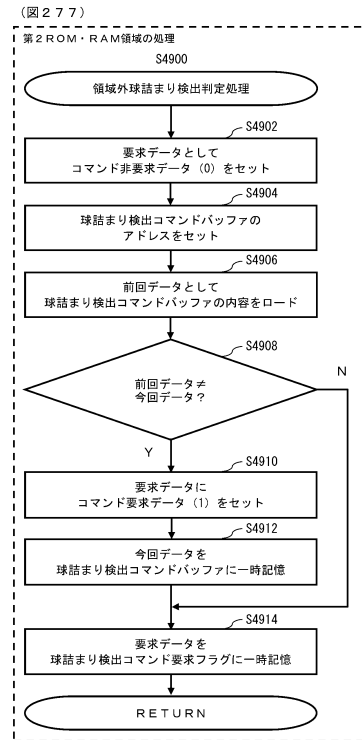 (図277)
第2ROM・RAM領域の処理
S4900
領域外球詰まり検出判定処理
S4902
要求データとして
コマンド非要求データ(0)をセット
S4904
球詰まり検出コマンドバッファの
アドレスをセット
S4906
前回データとして
球詰まり検出コマンドバッファの内容をロード
S4908
前回データ≠
今回データ?
N
Y
S4910
要求データに
コマンド要求データ(1)をセット
S4912
今回データを
球詰まり検出コマンドバッファに一時記憶
S4914
要求データを
球詰まり検出コマンド要求フラグに一時記憶
RETURN